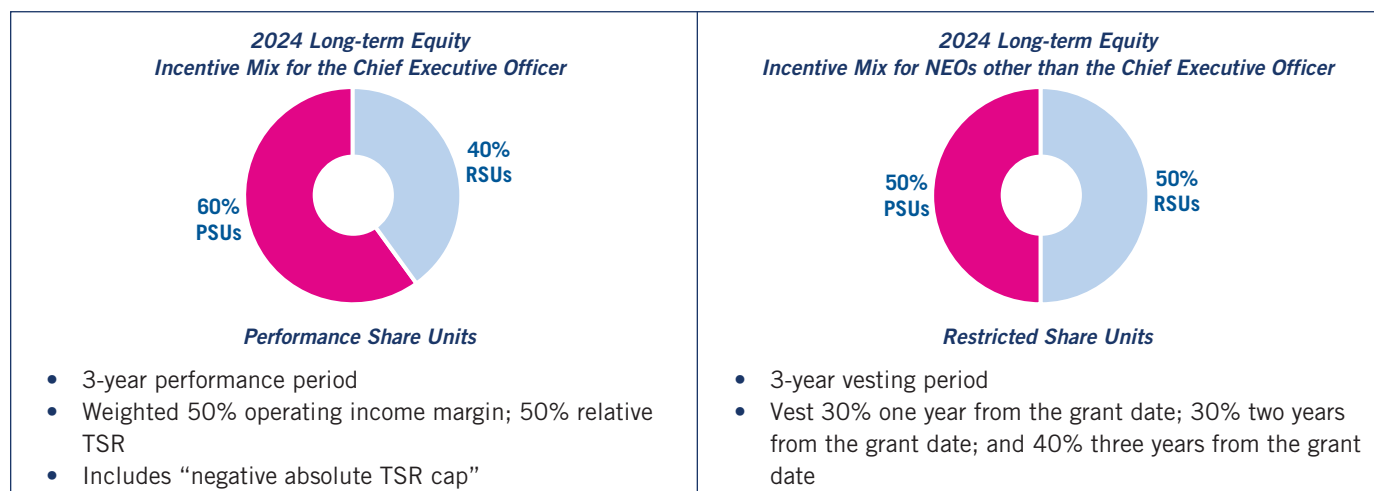 2024 Long-term Equity
Incentive Mix for the Chief Executive Officer
40%
RSUs
60%
PSUs
Performance Share Units
• 3-year performance period
• Weighted 50% operating income margin; 50% relative
TSR
• Includes “negative absolute TSR cap”
2024 Long-term Equity
Incentive Mix for NEOs other than the Chief Executive Officer
50%
PSUs
50%
RSUs
Restricted Share Units
• 3-year vesting period
• Vest 30% one year from the grant date; 30% two years
from the grant date; and 40% three years from the grant
date